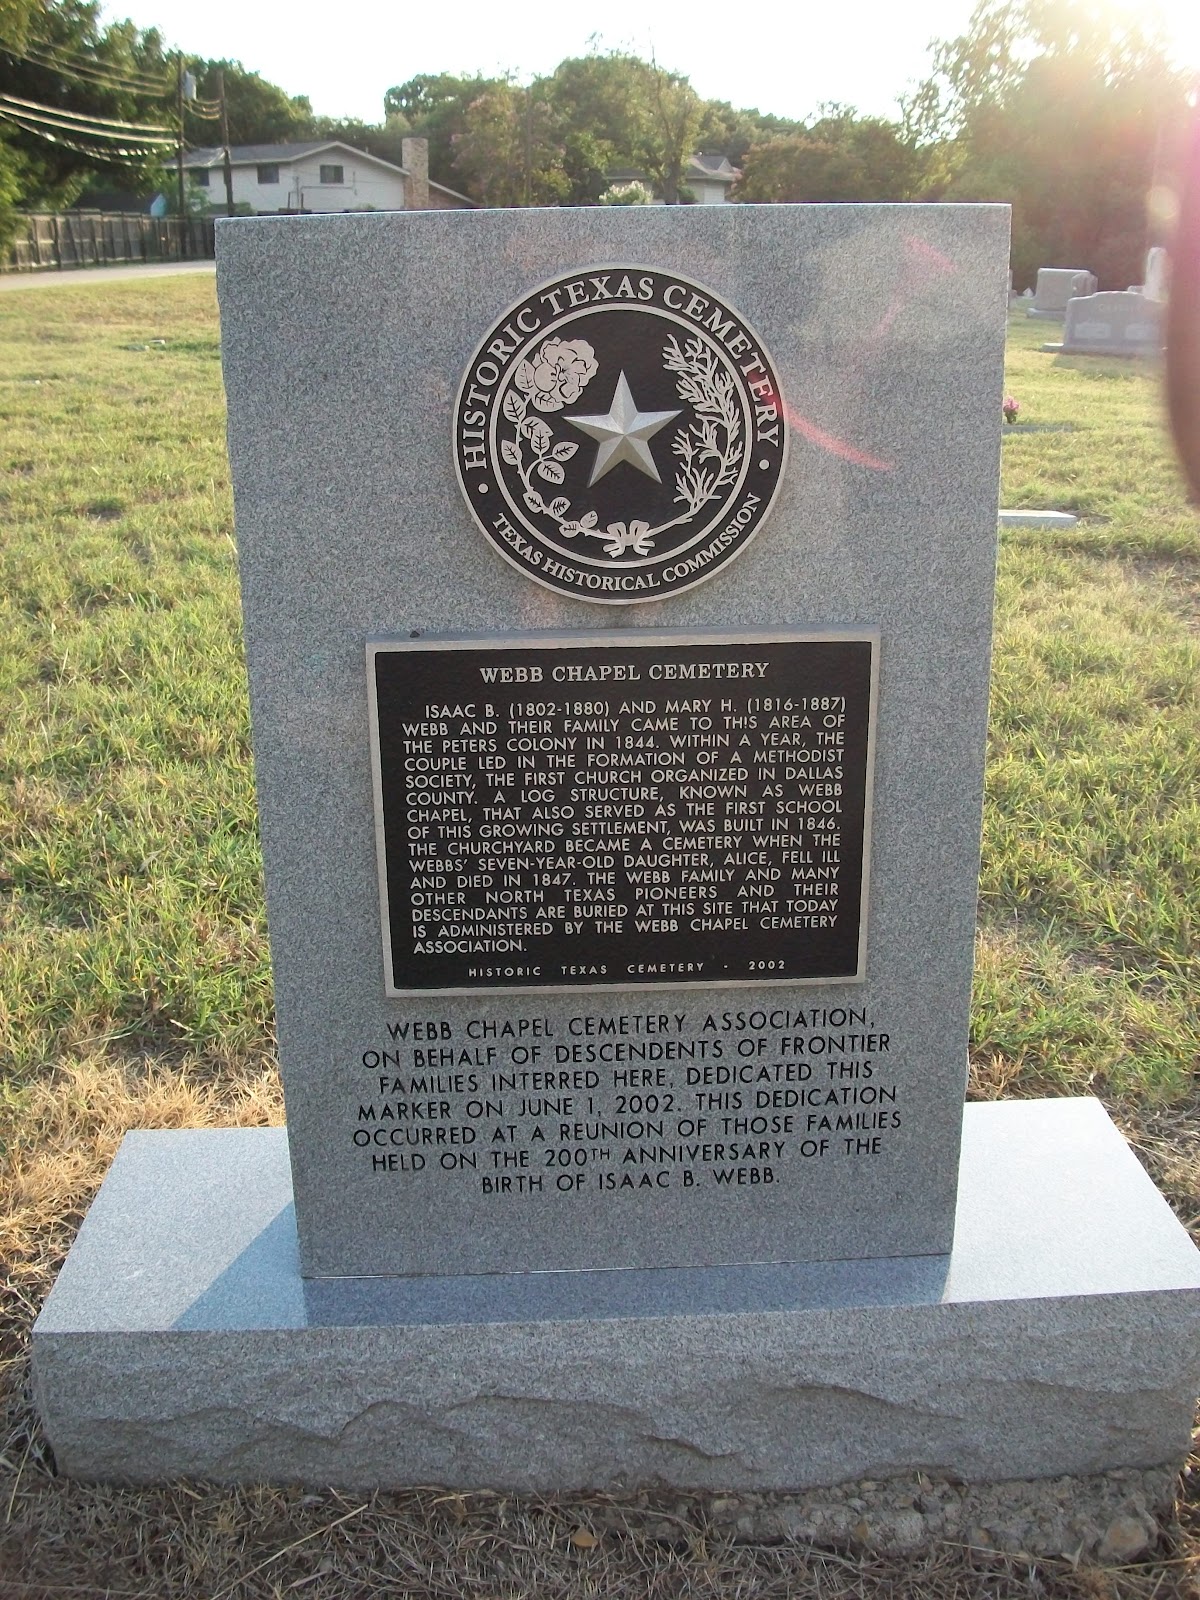 HISTORIC TEXAS CEMETERY
TEXAS HISTORICAL COMMISSION
WEBB CHAPEL CEMETERY
ISAAC B. (1802-1880) AND MARY H. (1816-1887)
WEBB AND THEIR FAMILY CAME TO THIS AREA OF
THE PETERS COLONY IN 1844. WITHIN A YEAR, THE
COUPLE LED IN THE FORMATION OF A METHODIST
SOCIETY, THE FIRST CHURCH ORGANIZED IN DALLAS
COUNTY. A LOG STRUCTURE, KNOWN AS WEBB
CHAPEL, THAT ALSO SERVED AS THE FIRST SCHOOL
OF THIS GROWING SETTLEMENT, WAS BUILT IN 1846.
THE CHURCHYARD BECAME A CEMETERY WHEN THE
WEBBS' SEVEN-YEAR-OLD DAUGHTER, ALICE, FELL ILL
AND DIED IN 1847. THE WEBB FAMILY AND MANY
OTHER NORTH TEXAS PIONEERS AND THEIR
DESCENDANTS ARE BURIED AT THIS SITE THAT TODAY
IS ADMINISTERED BY THE WEBB CHAPEL CEMETERY
ASSOCIATION.
HISTORIC TEXAS CEMETERY - 2002
WEBB CHAPEL CEMETERY ASSOCIATION,
ON BEHALF OF DESCENDENTS OF FRONTIER
FAMILIES INTERRED HERE, DEDICATED THIS
MARKER ON JUNE 1, 2002. THIS DEDICATION
OCCURRED AT A REUNION OF THOSE FAMILIES
HELD ON THE 200TH ANNIVERSARY OF THE
BIRTH OF ISAAC B. WEBB.